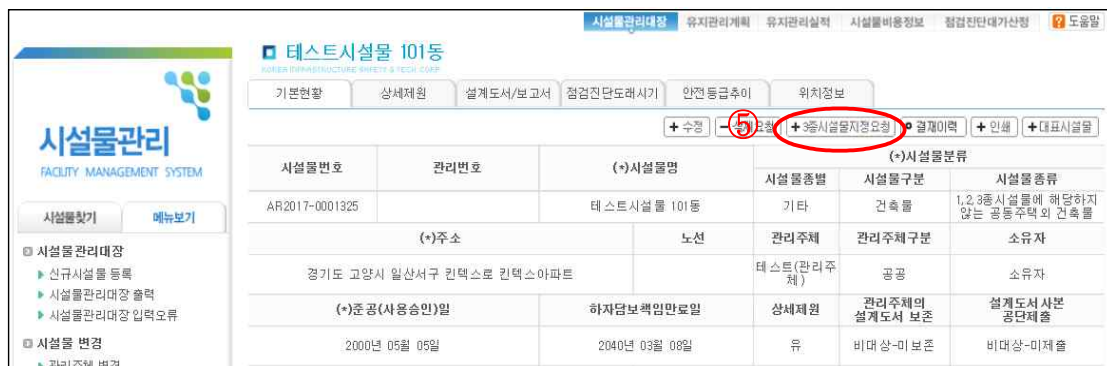 시설물관리대장 유지관리계획 유지관리실적 시설물비용정보 점검진단대가산정 ? 도움말
테스트시설물 101동
KOREA INFRASTRUCTURE SAFETY & TECH. CORP
기본현황 상세제원 설계도서/보고서 점검진단도래시기 안전등급추이 위치정보
+ 수정 ⑤ +3종시설물지정요청 결재이력 + 인쇄 +대표시설물
시설물관리
FACILITY MANAGEMENT SYSTEM
시설물찾기 메뉴보기
시설물관리대장
신규시설물 등록
시설물관리대장 출력
시설물관리대장 입력오류
시설물 변경
관리주체 변경
시설물번호 관리번호 (*)시설물명 (*)시설물분류
시설물종별 시설물구분 시설물종류
AR2017-0001325 테스트시설물 101동 기타 건축물 1,2,3종시설물에 해당하지
않는 공동주택외 건축물
(*)주소 노선 관리주체 관리주체구분 소유자
경기도 고양시 일산서구 킨텍스로 킨텍스아파트 테스트(관리주
체) 공공 소유자
(*)준공(사용승인)일 하자담보책임만료일 상세제원 관리주체의
설계도서 보존 설계도서사본
공단제출
2000년 05월 05일 2040년 03월 08일 유 비대상-미보존 비대상-미제출